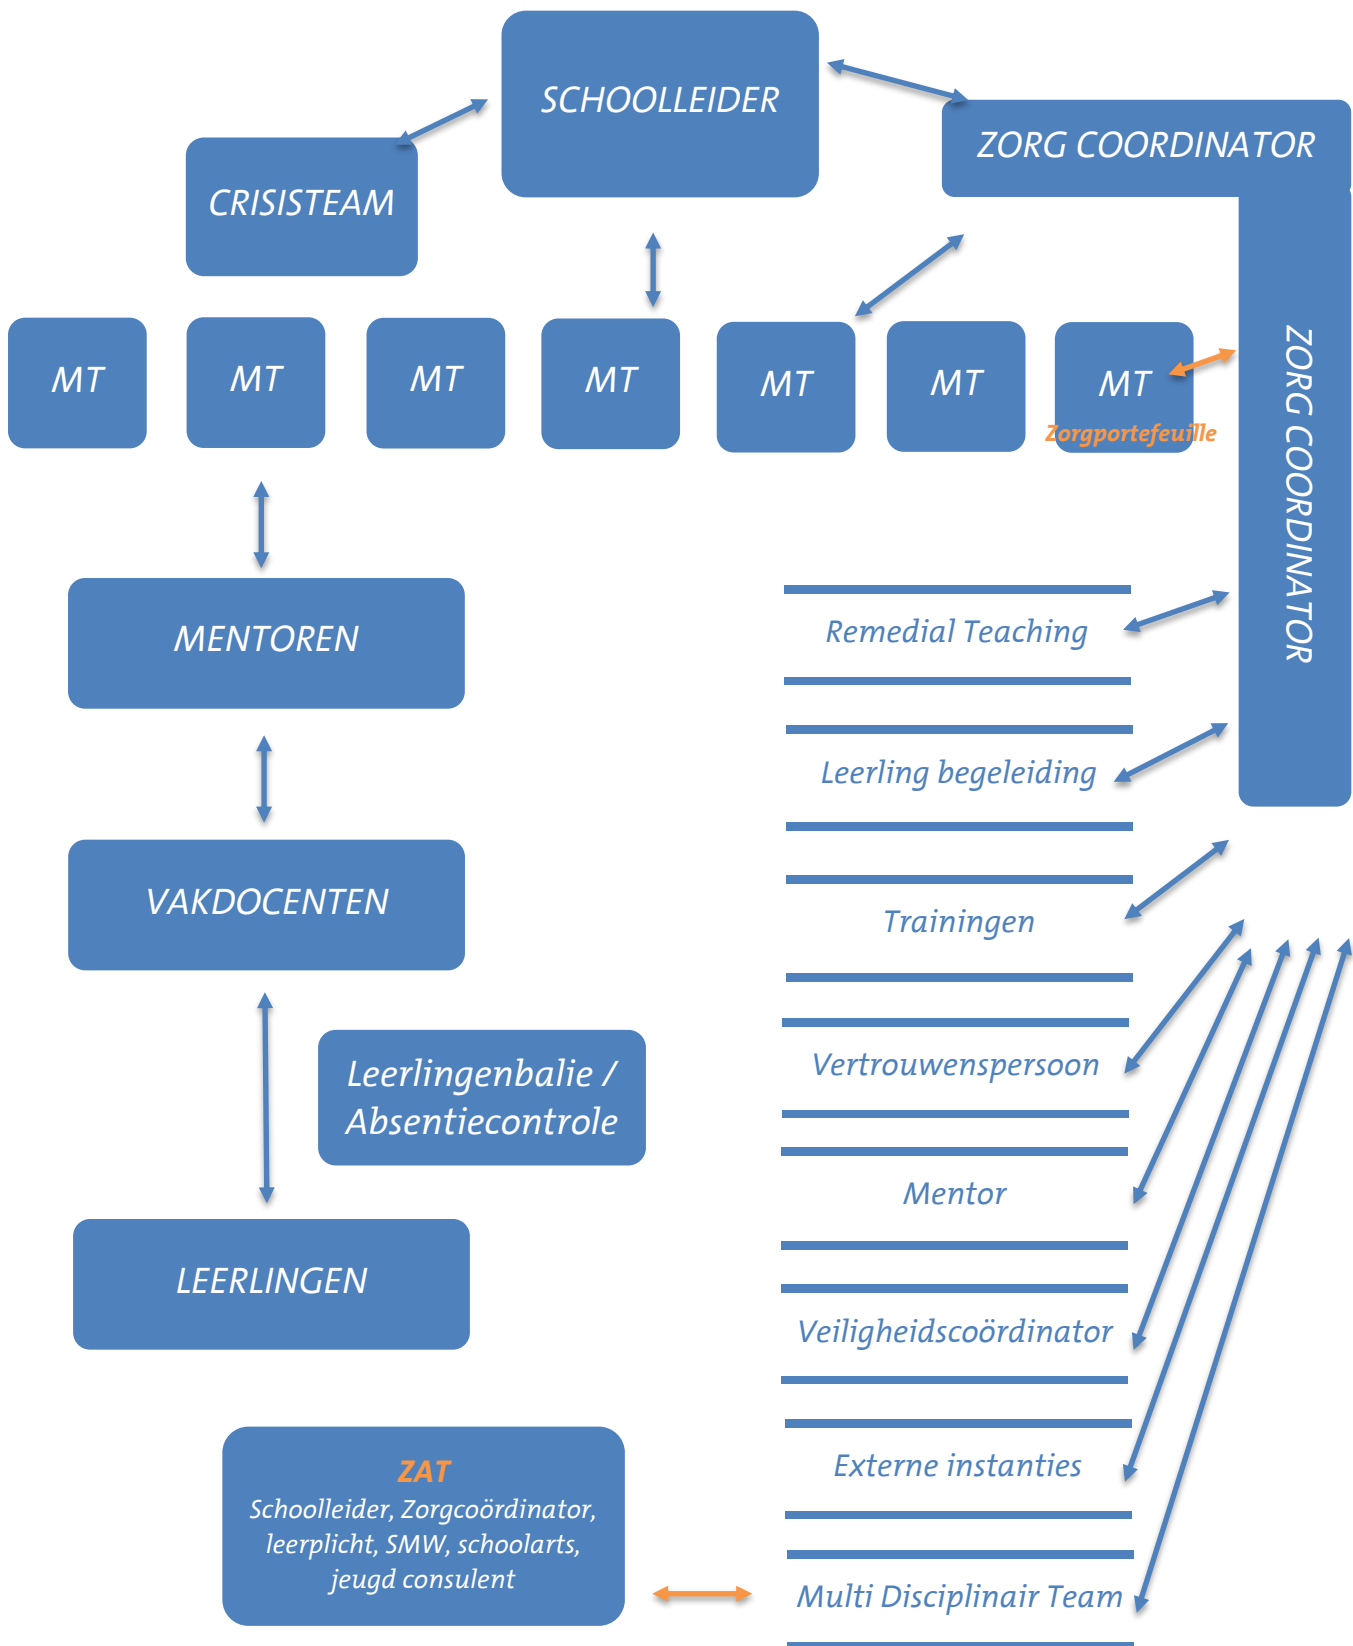 SCHOOLLEIDER
ZORG COORDINATOR
CRISISTEAM
MT
MT
MT
MT
MT
MT
MT
Zorgportefeuille
ZORG COORDINATOR
MENTOREN
VAKDOCENTEN
Leerlingenbalie /
Absentiecontrole
LEERLINGEN
Remedial Teaching
Leerling begeleiding
Trainingen
Vertrouwenspersoon
Mentor
Veiligheidscoördinator
Externe instanties
Multi Disciplinair Team
ZAT
Schoolleider, Zorgcoördinator,
leerplicht, SMW, schoolarts,
jeugd consulent